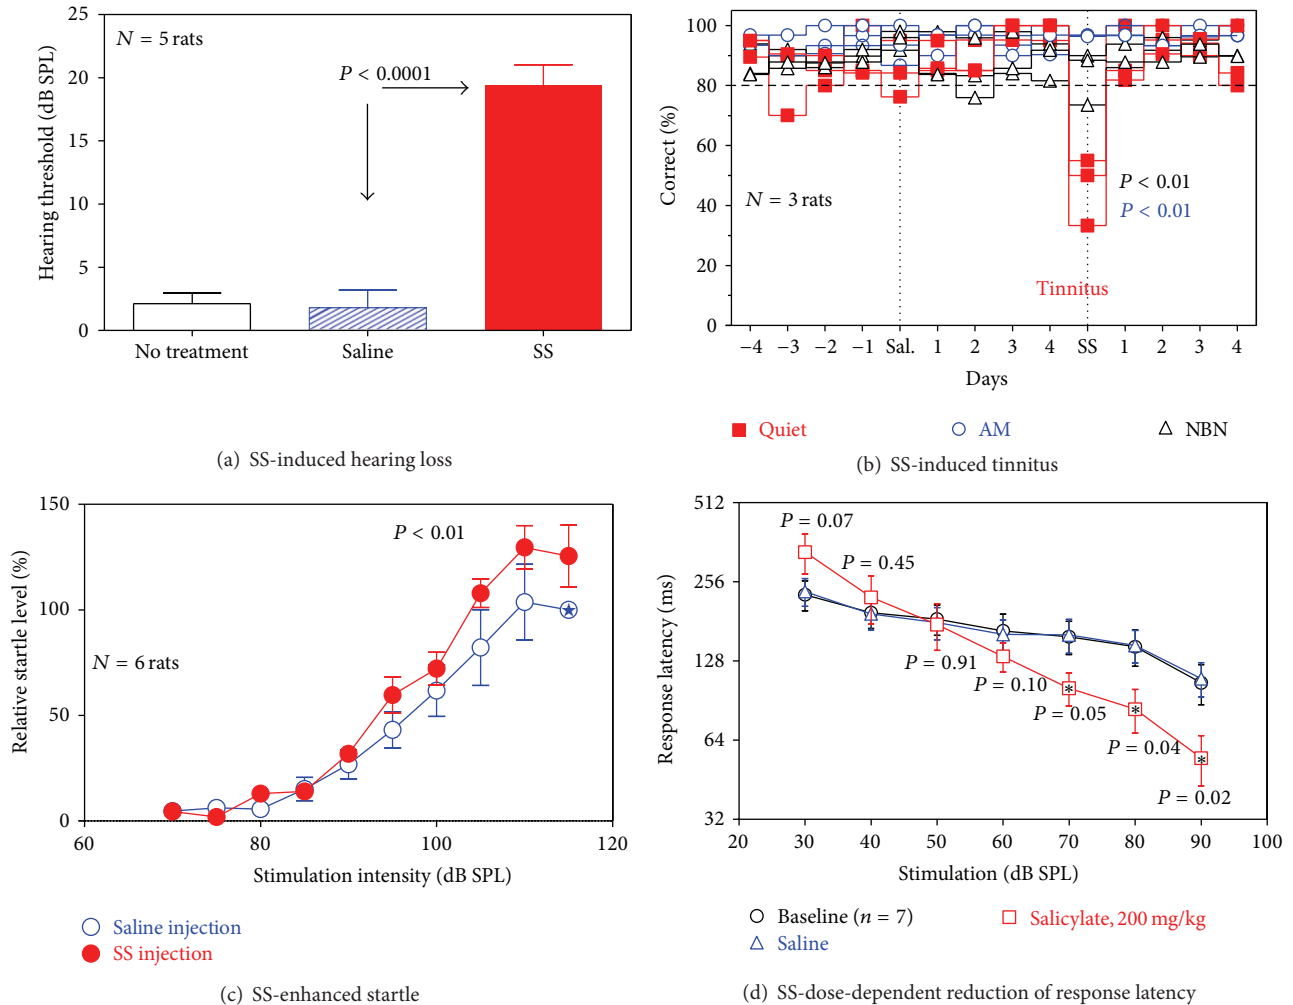 25
20
15
10
5
0
Hearing threshold (dB SPL)
N = 5 rats
P < 0.0001
No treatment
Saline
SS
(a) SS-induced hearing loss
100
80
60
40
20
0
Correct (%)
N = 3 rats
P < 0.01
P < 0.01
Tinnitus
−4 −3 −2 −1 Sal. 1 2 3 4 SS 1 2 3 4
Days
Quiet
AM
NBN
(b) SS-induced tinnitus
150
100
50
0
Relative startle level (%)
P < 0.01
N = 6 rats
60 80 100 120
Stimulation intensity (dB SPL)
Saline injection
SS injection
(c) SS-enhanced startle
512
256
128
64
32
Response latency (ms)
P = 0.07
P = 0.45
P = 0.91
P = 0.10
P = 0.05
P = 0.04
P = 0.02
20 30 40 50 60 70 80 90 100
Stimulation (dB SPL)
Baseline (n = 7)
Saline
Salicylate, 200 mg/kg
(d) SS-dose-dependent reduction of response latency